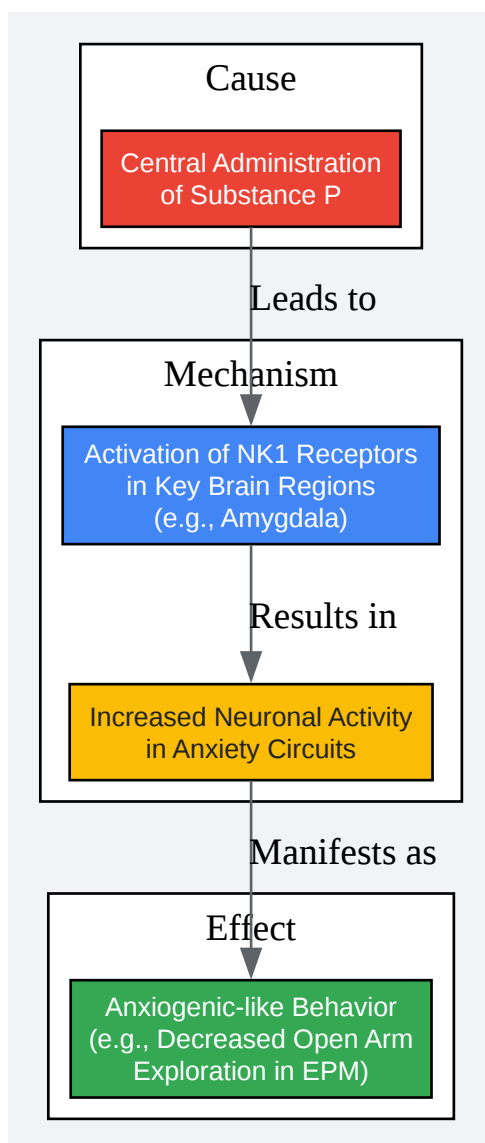 Cause
Central Administration
of Substance P
Leads to
Mechanism
Activation of NK1 Receptors
in Key Brain Regions
(e.g., Amygdala)
Results in
Increased Neuronal Activity
in Anxiety Circuits
Manifests as
Effect
Anxiogenic-like Behavior
(e.g., Decreased Open Arm
Exploration in EPM)